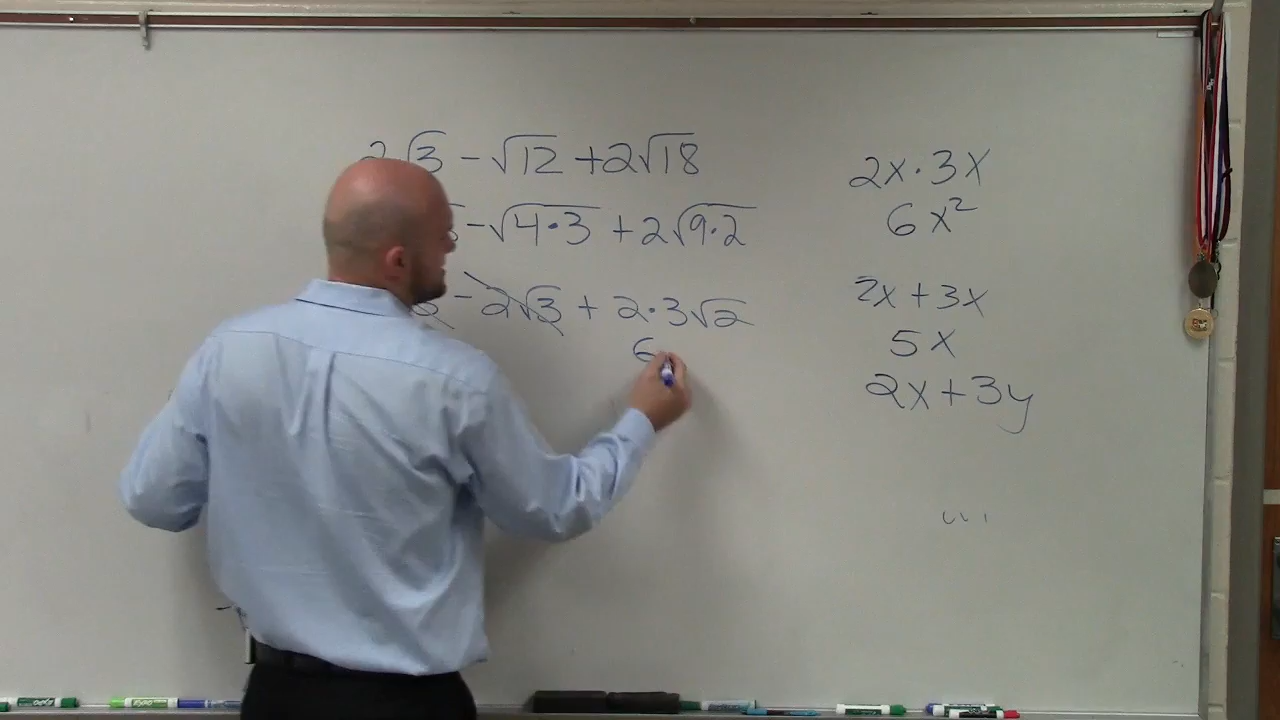 2√3 - √12 + 2√18
- √4·3 + 2√9·2
- 2√3 + 2·3√2
6
2x·3x
6x²
2x + 3x
5x
2x + 3y